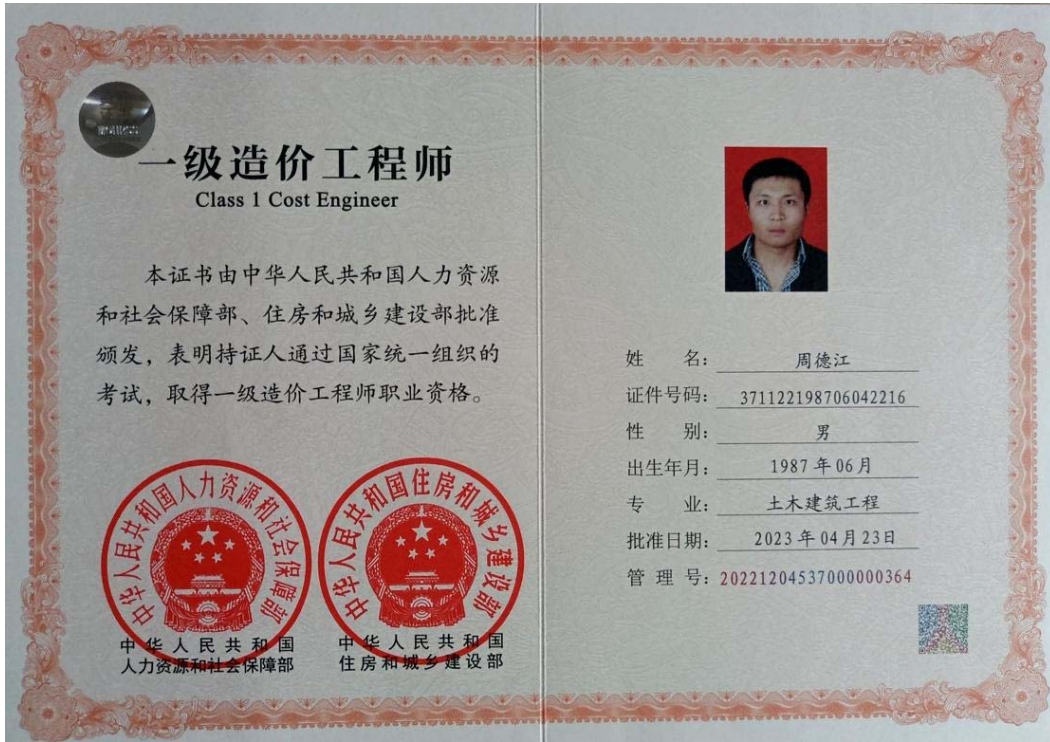 一级造价工程师
Class 1 Cost Engineer
本证书由中华人民共和国人力资源
和社会保障部、住房和城乡建设部批准
颁发，表明持证人通过国家统一组织的
考试，取得一级造价工程师职业资格。
中华人民共和国人力资源和社会保障部
中华人民共和国住房和城乡建设部
中华人民共和国
人力资源和社会保障部
中华人民共和国
住房和城乡建设部
姓 名：周德江
证件号码：371122198706042216
性 别：男
出生年月：1987年06月
专 业：土木建筑工程
批准日期：2023年04月23日
管 理 号：20221204537000000364